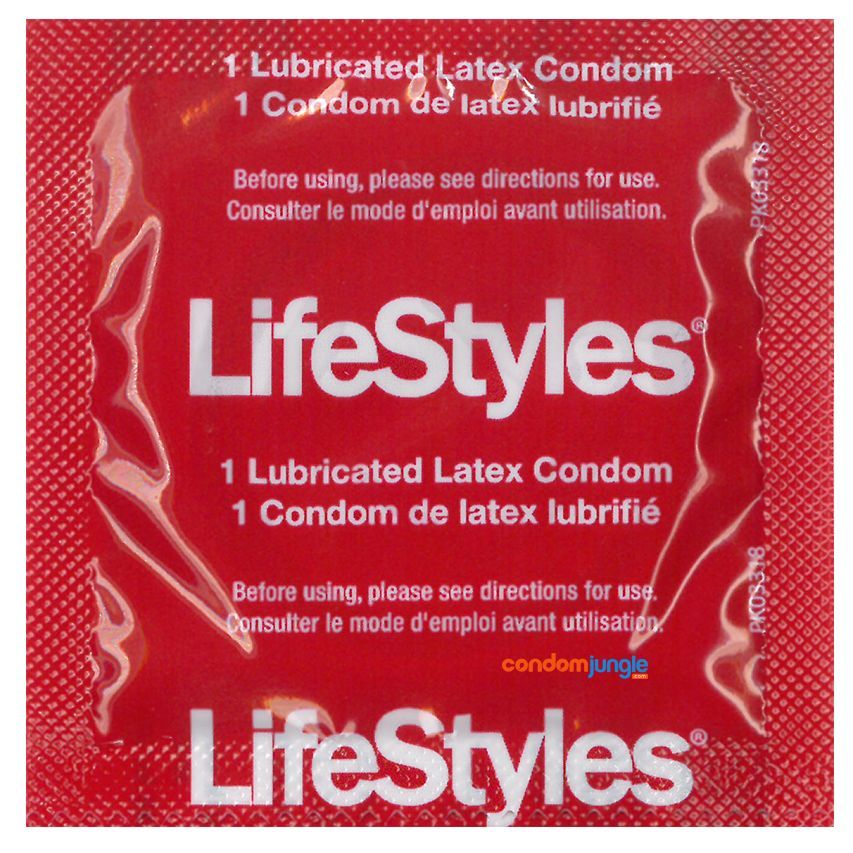 1 Lubricated Latex Condom
1 Condom de latex lubrifié
Before using, please see directions for use.
Consulter le mode d'emploi avant utilisation.
PK03318
LifeStyles®
1 Lubricated Latex Condom
1 Condom de latex lubrifié
Before using, please see directions for use.
Consulter le mode d'emploi avant utilisation.
PK03318
condomjungle
.com
LifeStyles®